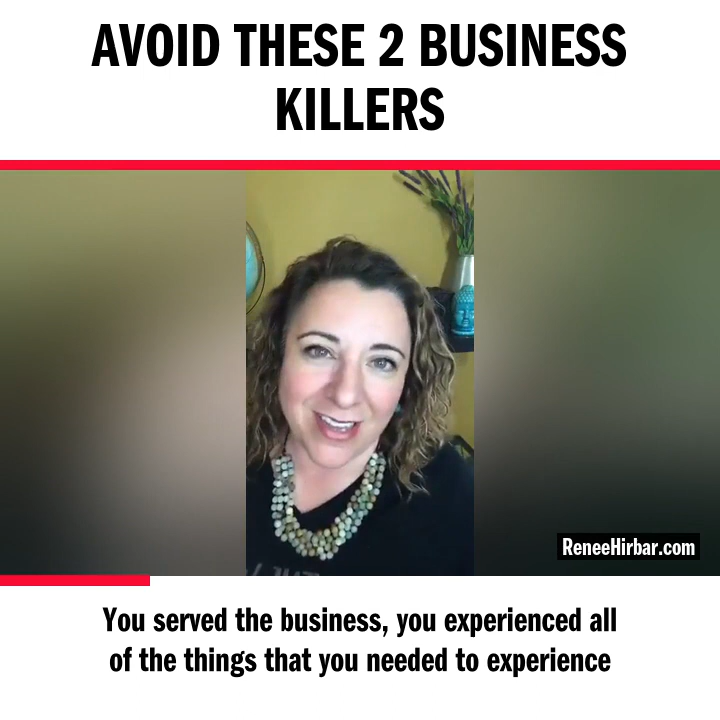 AVOID THESE 2 BUSINESS
KILLERS
ReneeHirbar.com
You served the business, you experienced all
of the things that you needed to experience